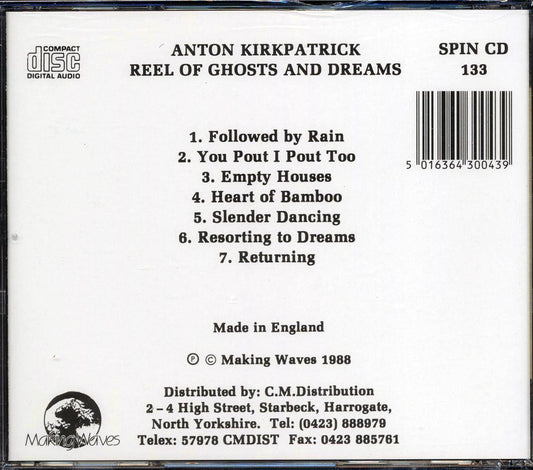 COMPACT
disc
DIGITAL AUDIO
ANTON KIRKPATRICK
REEL OF GHOSTS AND DREAMS
SPIN CD
133
5 016364 300439
1. Followed by Rain
2. You Pout I Pout Too
3. Empty Houses
4. Heart of Bamboo
5. Slender Dancing
6. Resorting to Dreams
7. Returning
Made in England
Ⓟ © Making Waves 1988
Distributed by: C.M.Distribution
2-4 High Street, Starbeck, Harrogate,
North Yorkshire. Tel: (0423) 888979
Telex: 57978 CMDIST Fax: 0423 885761
Making Waves